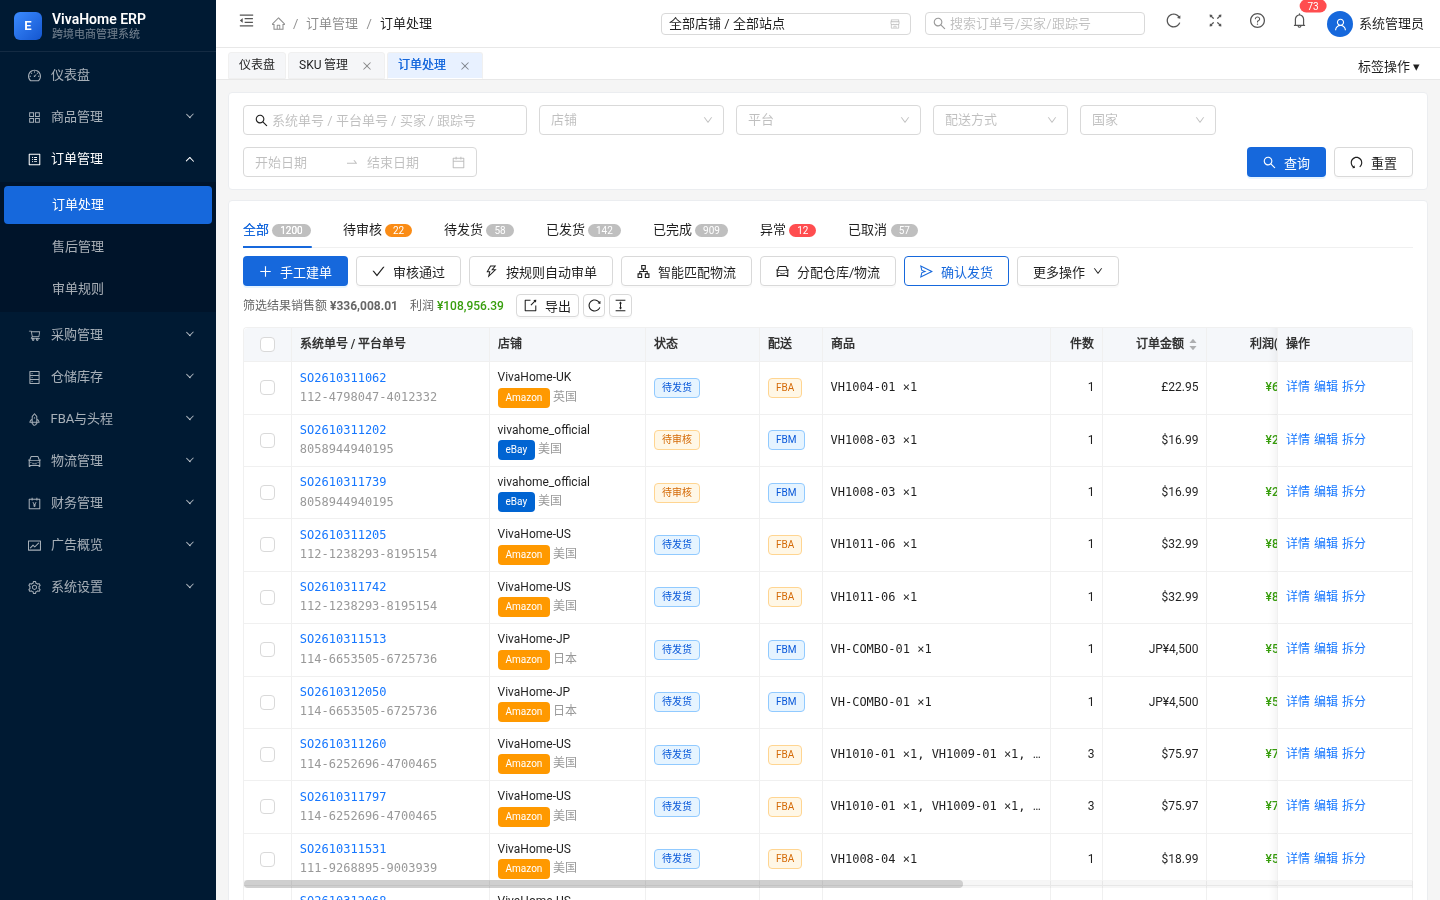 E
VivaHome ERP
跨境电商管理系统
仪表盘
商品管理
订单管理
订单处理
售后管理
审单规则
采购管理
仓储库存
FBA与头程
物流管理
财务管理
广告概览
系统设置
/ 订单管理 / 订单处理
全部店铺 / 全部站点
搜索订单号/买家/跟踪号
73
系统管理员
仪表盘
SKU 管理
订单处理
标签操作 ▾
系统单号 / 平台单号 / 买家 / 跟踪号
店铺
平台
配送方式
国家
开始日期
结束日期
查询
重置
全部 1200
待审核 22
待发货 58
已发货 142
已完成 909
异常 12
已取消 57
手工建单
审核通过
按规则自动审单
智能匹配物流
分配仓库/物流
确认发货
更多操作
筛选结果销售额 ¥336,008.01 利润 ¥108,956.39
导出
系统单号 / 平台单号 店铺 状态 配送 商品 件数 订单金额 利润( 操作
SO2610311062 VivaHome-UK 待发货 FBA VH1004-01 ×1 1 £22.95 ¥6 详情 编辑 拆分
112-4798047-4012332 Amazon 英国
SO2610311202 vivahome_official 待审核 FBM VH1008-03 ×1 1 $16.99 ¥2 详情 编辑 拆分
8058944940195 eBay 美国
SO2610311739 vivahome_official 待审核 FBM VH1008-03 ×1 1 $16.99 ¥2 详情 编辑 拆分
8058944940195 eBay 美国
SO2610311205 VivaHome-US 待发货 FBA VH1011-06 ×1 1 $32.99 ¥8 详情 编辑 拆分
112-1238293-8195154 Amazon 美国
SO2610311742 VivaHome-US 待发货 FBA VH1011-06 ×1 1 $32.99 ¥8 详情 编辑 拆分
112-1238293-8195154 Amazon 美国
SO2610311513 VivaHome-JP 待发货 FBM VH-COMBO-01 ×1 1 JP¥4,500 ¥5 详情 编辑 拆分
114-6653505-6725736 Amazon 日本
SO2610312050 VivaHome-JP 待发货 FBM VH-COMBO-01 ×1 1 JP¥4,500 ¥5 详情 编辑 拆分
114-6653505-6725736 Amazon 日本
SO2610311260 VivaHome-US 待发货 FBA VH1010-01 ×1, VH1009-01 ×1, … 3 $75.97 ¥7 详情 编辑 拆分
114-6252696-4700465 Amazon 美国
SO2610311797 VivaHome-US 待发货 FBA VH1010-01 ×1, VH1009-01 ×1, … 3 $75.97 ¥7 详情 编辑 拆分
114-6252696-4700465 Amazon 美国
SO2610311531 VivaHome-US 待发货 FBA VH1008-04 ×1 1 $18.99 ¥5 详情 编辑 拆分
111-9268895-9003939 Amazon 美国
SO2610312068 VivaHome-US